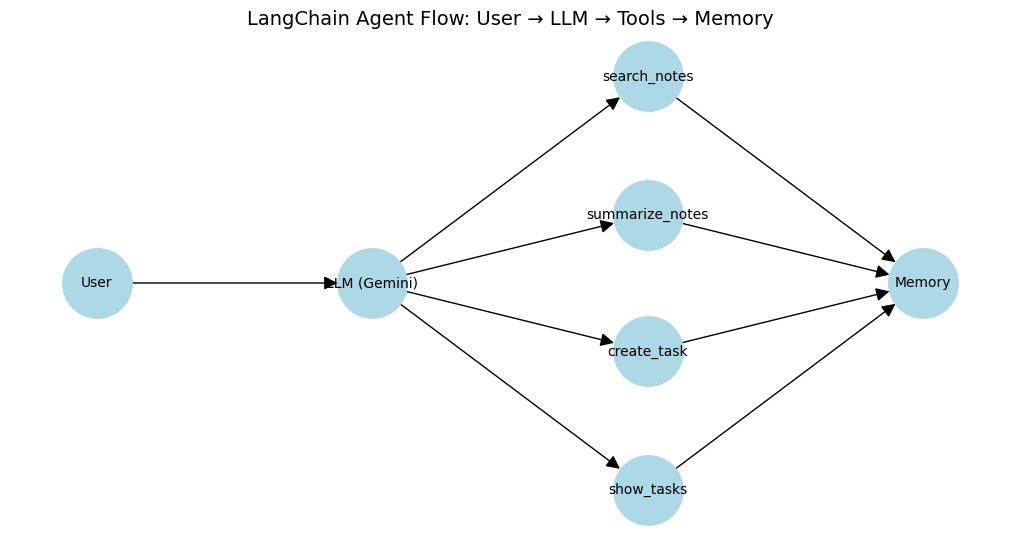 LangChain Agent Flow: User → LLM → Tools → Memory
search_notes
summarize_notes
User
LLM (Gemini)
Memory
create_task
show_tasks